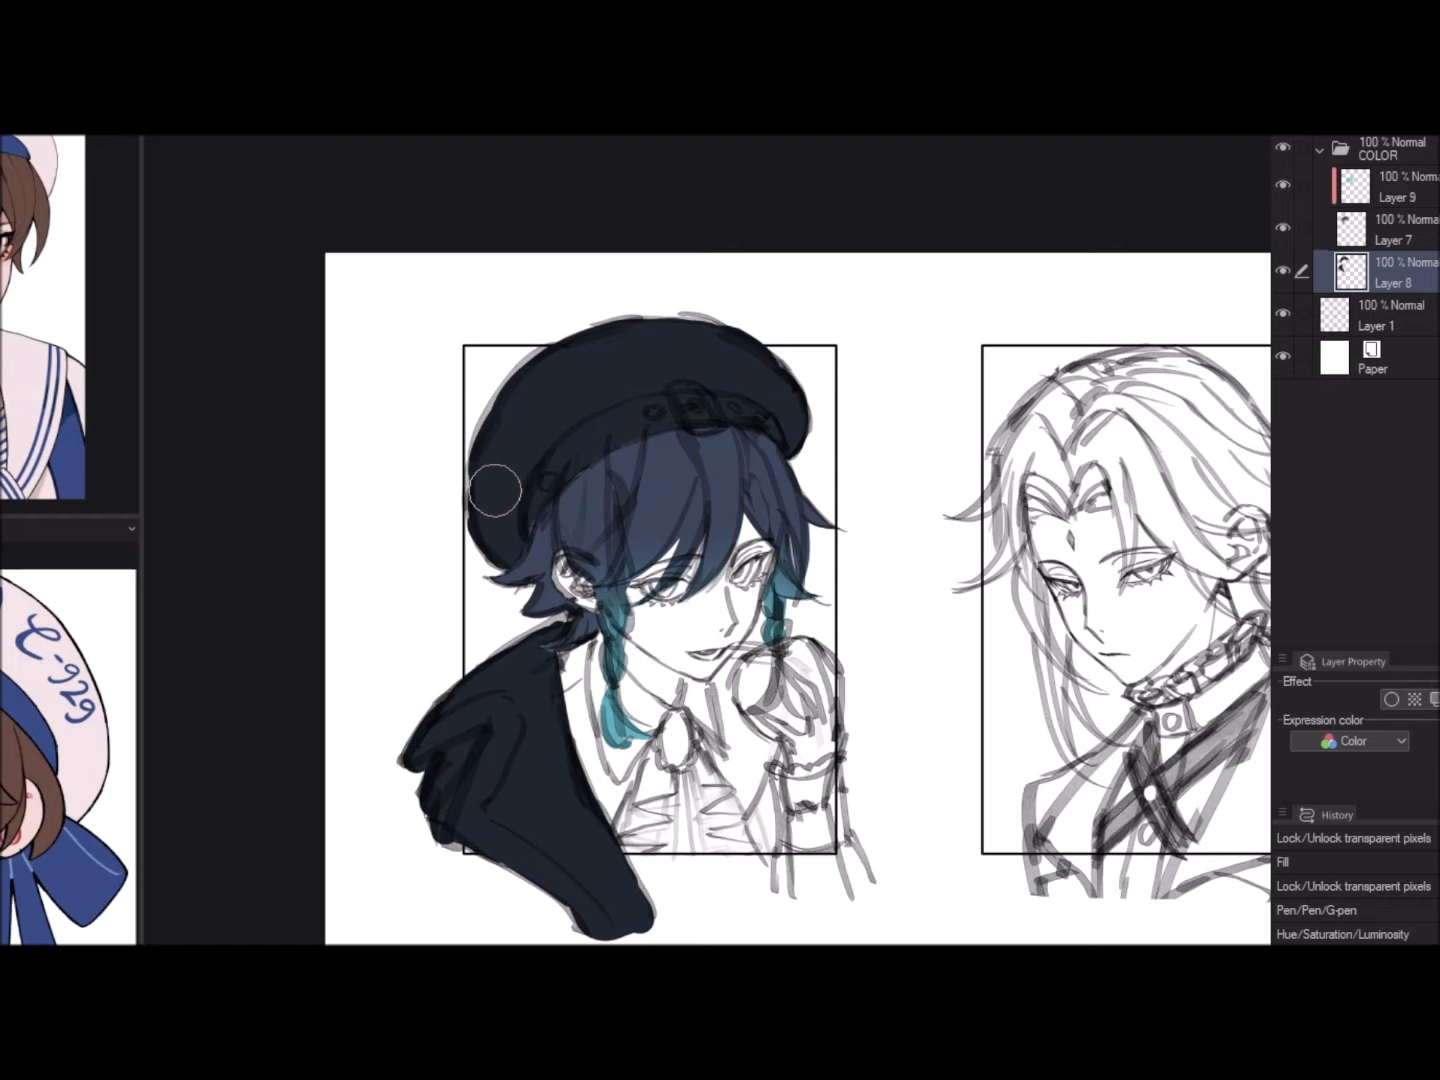 100 % Normal
COLOR
100 % Norma
Layer 9
100 % Norma
Layer 7
100 % Norma
Layer 8
100 % Normal
Layer 1
Paper
C-929
Layer Property
Effect
Expression color
Color
History
Lock/Unlock transparent pixels
Fill
Lock/Unlock transparent pixels
Pen/Pen/G-pen
Hue/Saturation/Luminosity